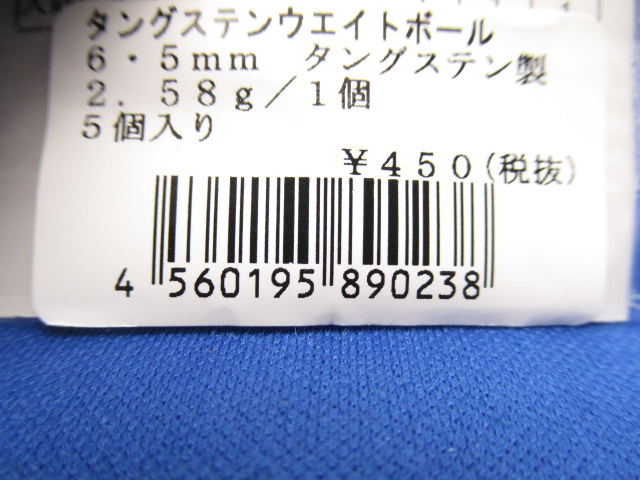 タングステンウエイトボール
６・５ｍｍ　タングステン製
２．５８ｇ／１個
５個入り
￥４５０(税抜)
4 560195 890238